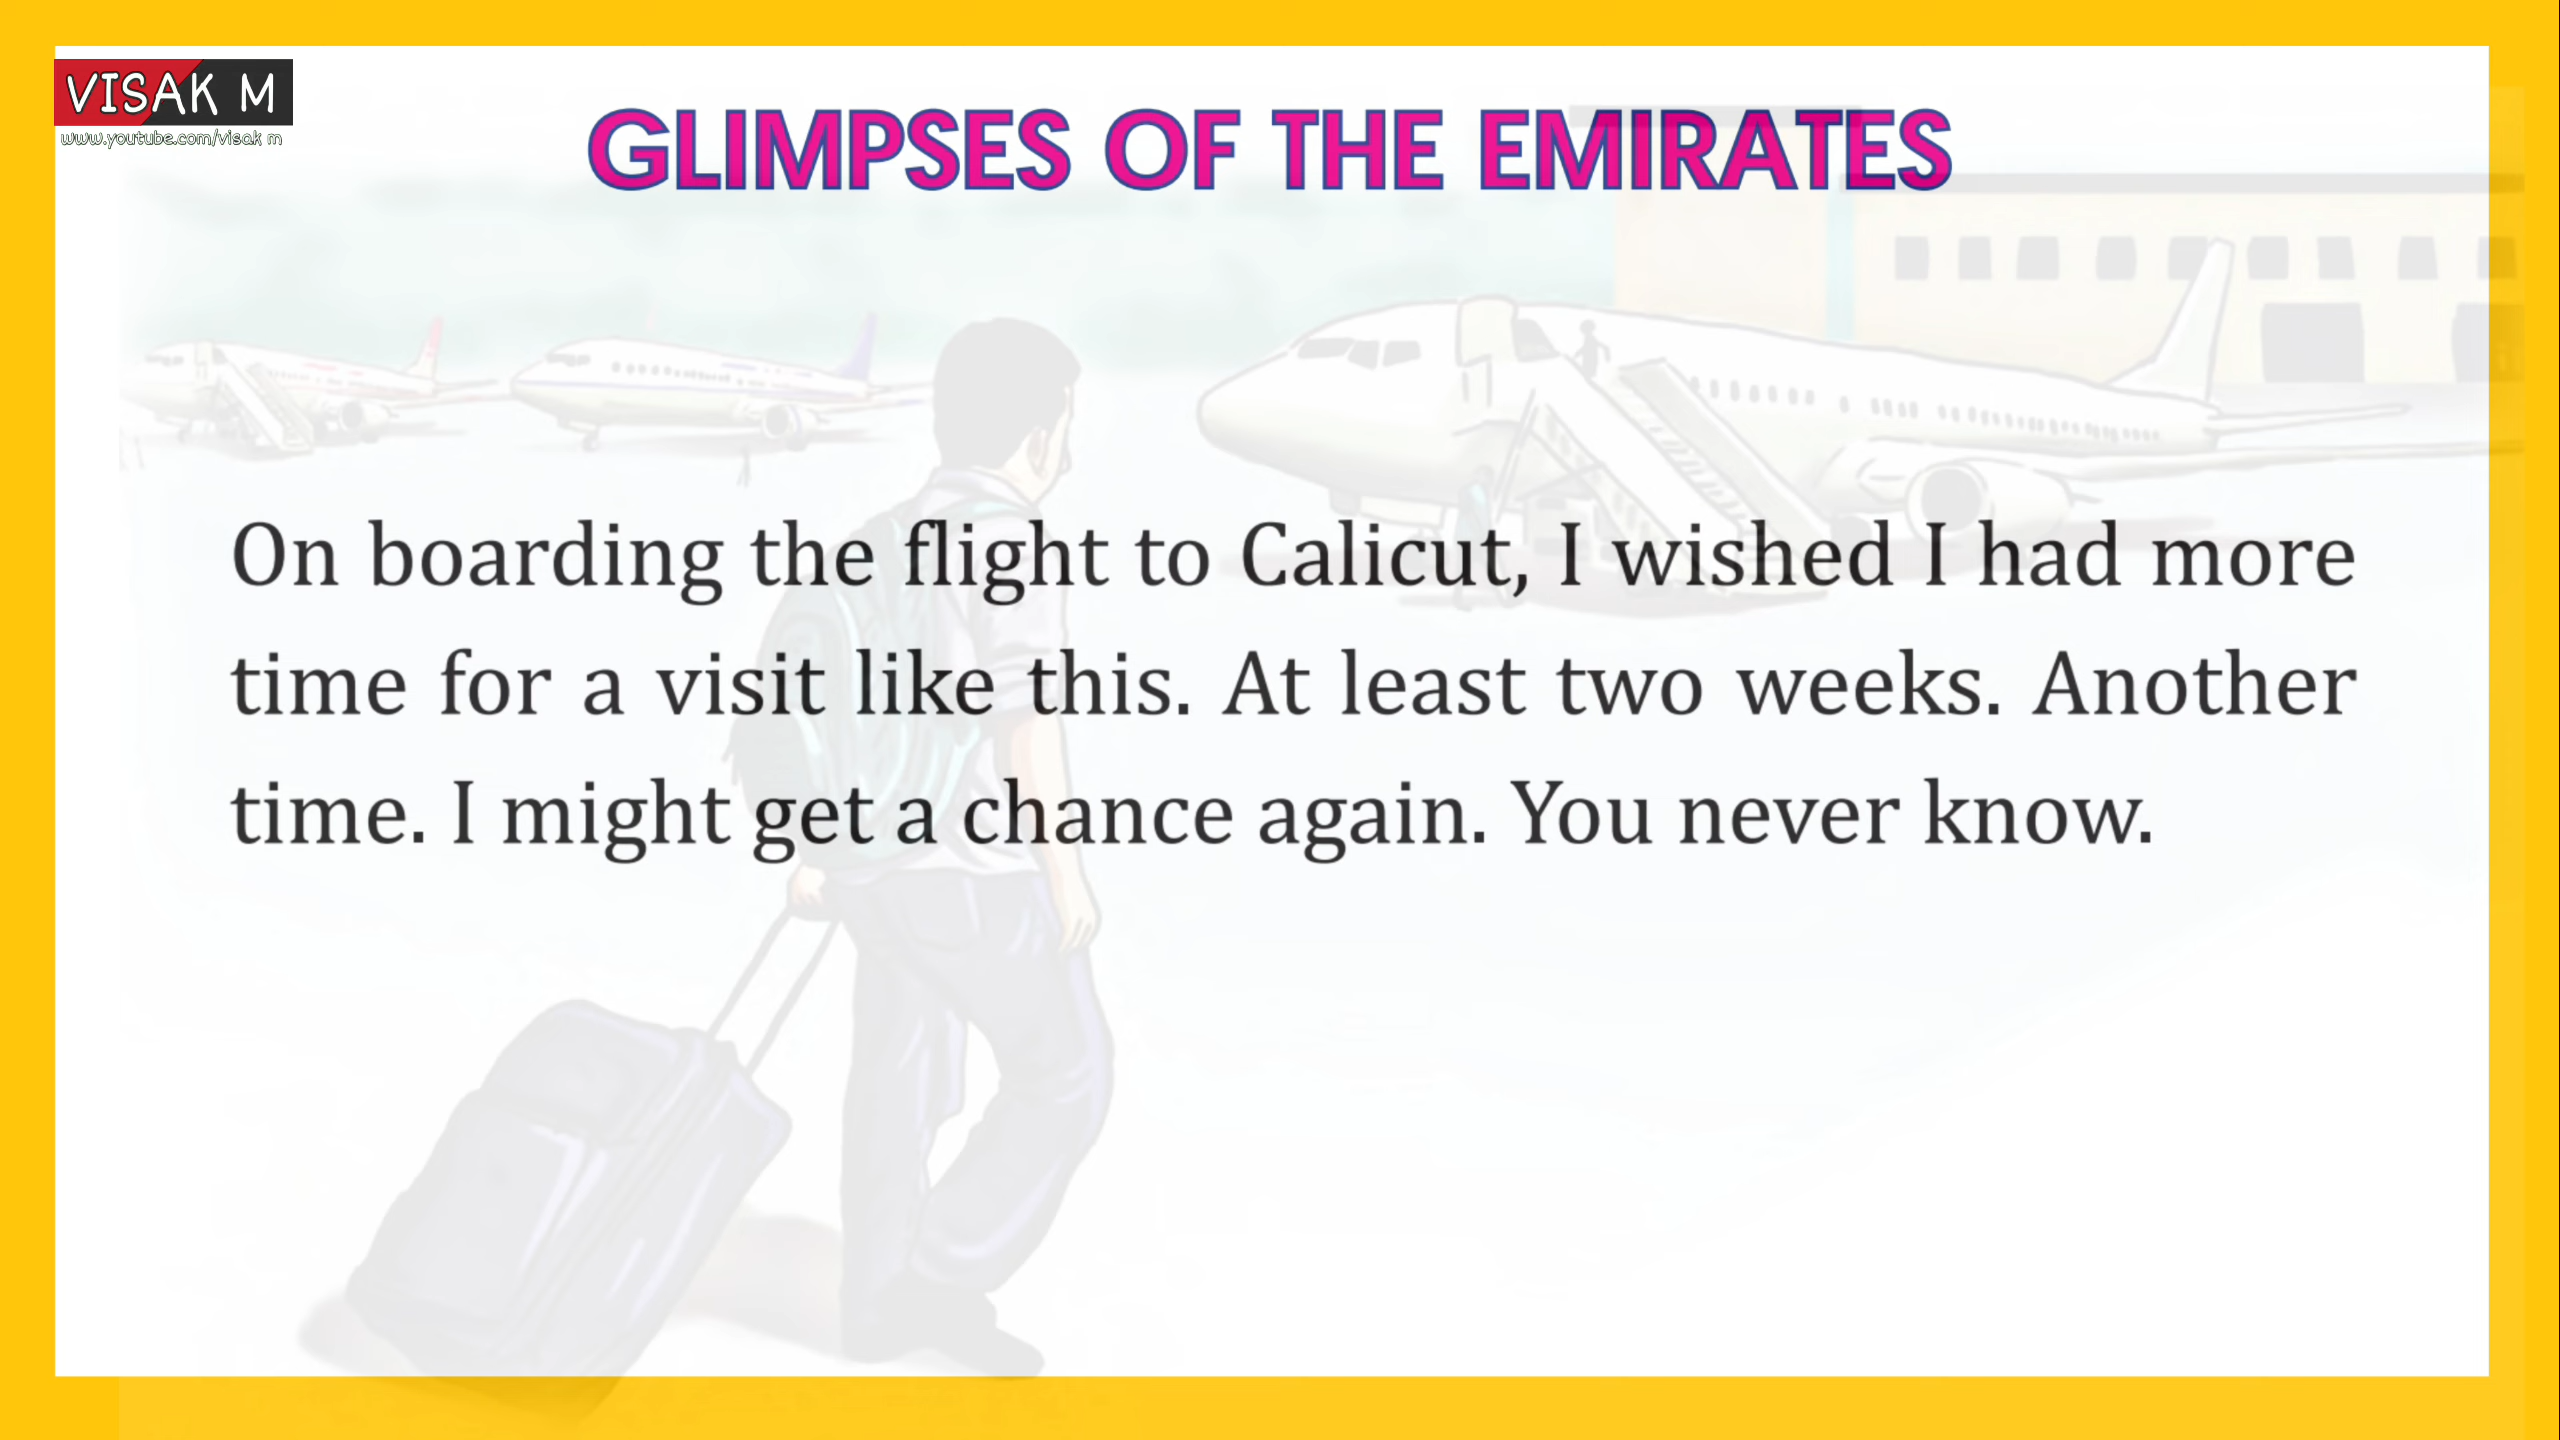 VISAK M
www.youtube.com/visak m
GLIMPSES OF THE EMIRATES
On boarding the flight to Calicut, I wished I had more
time for a visit like this. At least two weeks. Another
time. I might get a chance again. You never know.